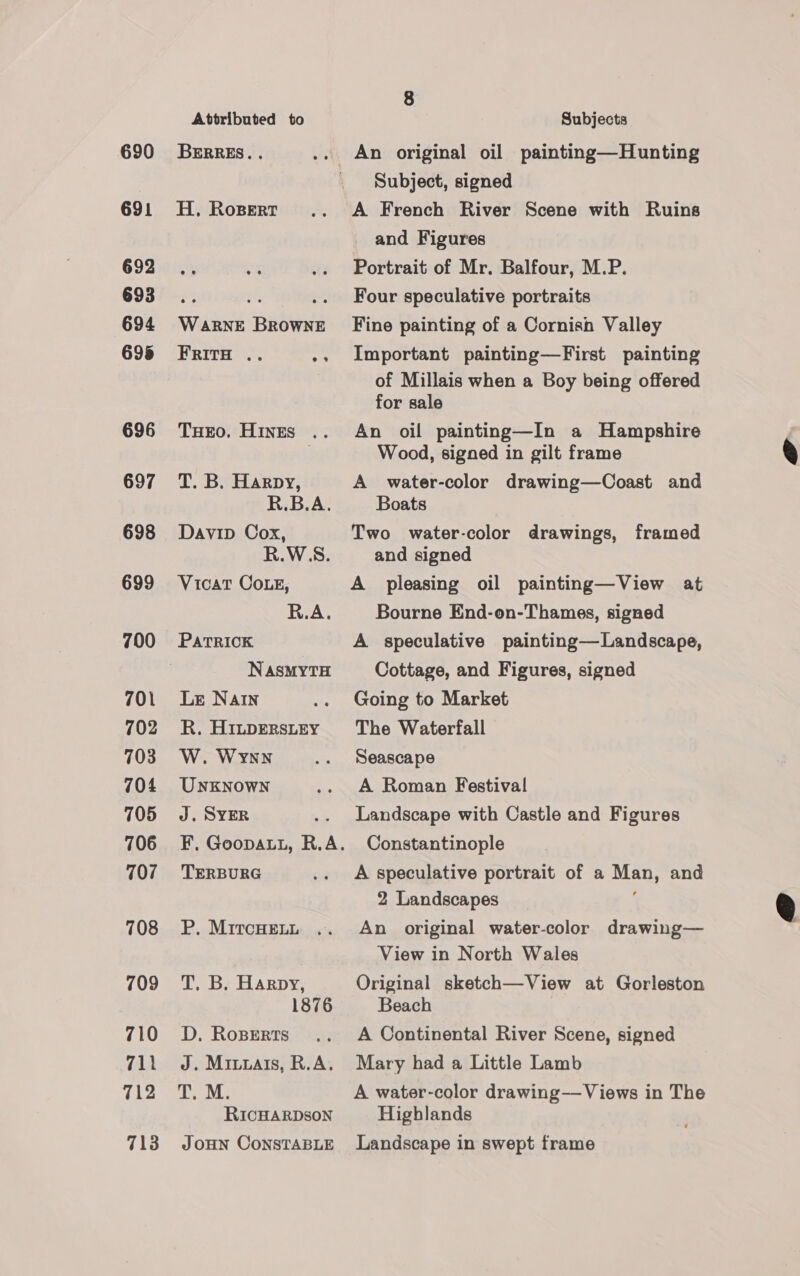 8
Attributed to Subjects
690 BERRES.. .. An original oil painting—Hunting
Subject, signed
691 H. ROBERT .. A French River Scene with Ruins
and Figures
692 .. .. .. Portrait of Mr. Balfour, M.P.
693 .. .. .. Four speculative portraits
694 WARNE BROWNE Fine painting of a Cornish Valley
695 FRITH .. .. Important painting—First painting
of Millais when a Boy being offered
for sale
696 THEO. HINES .. An oil painting—In a Hampshire
Wood, signed in gilt frame
697 T. B. HARDY, A water-color drawing—Coast and
R.B.A. Boats
698 DAVID COX, Two water-color drawings, framed
R.W.S. and signed
699 VICAT COLE, A pleasing oil painting—View at
R.A. Bourne End-on-Thames, signed
700 PATRICK A speculative painting—Landscape,
NASMYTH Cottage, and Figures, signed
701 LE NAIN .. Going to Market
702 R. HILDERSLEY The Waterfall
703 W. WYNN .. Seascape
704 UNKNOWN .. A Roman Festival
705 J. SYER .. Landscape with Castle and Figures
706 F. GOODALL, R.A. Constantinople
707 TERBURG .. A speculative portrait of a Man, and
2 Landscapes
708 P. MITCHELL .. An original water-color drawing—
View in North Wales
709 T. B. HARDY, Original sketch—View at Gorleston
1876 Beach
710 D. ROBERTS .. A Continental River Scene, signed
711 J. MILLAIS, R.A. Mary had a Little Lamb
712 T. M. A water-color drawing—Views in The
RICHARDSON Highlands
713 JOHN CONSTABLE Landscape in swept frame